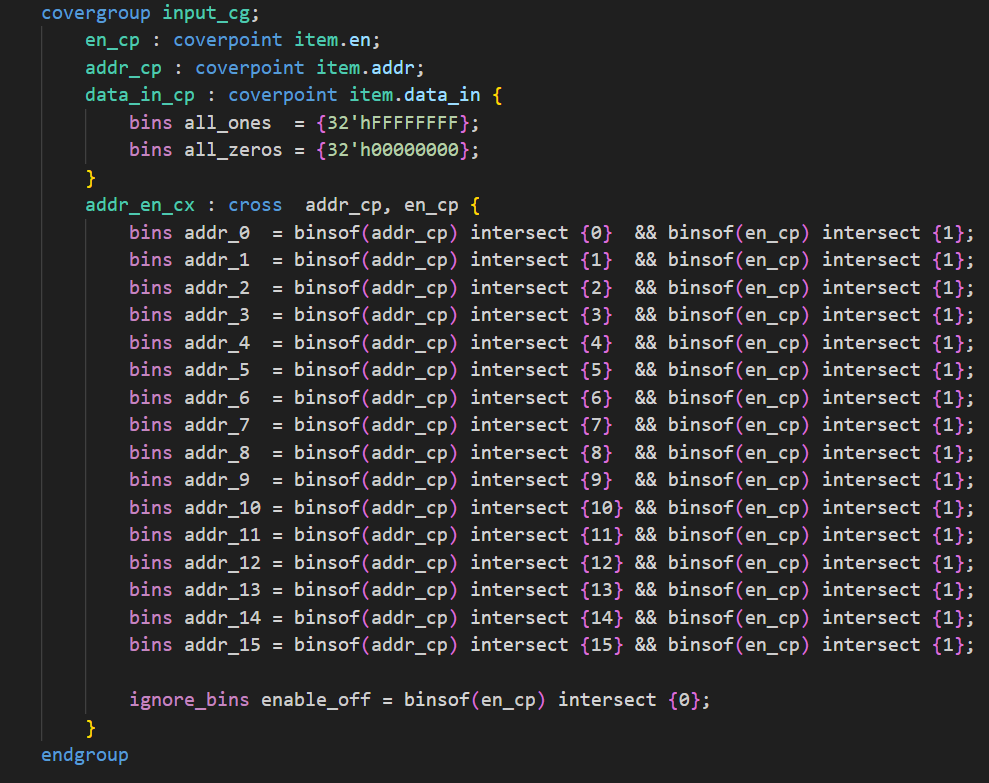 covergroup input_cg;
    en_cp : coverpoint item.en;
    addr_cp : coverpoint item.addr;
    data_in_cp : coverpoint item.data_in {
        bins all_ones  = {32'hFFFFFFFF};
        bins all_zeros = {32'h00000000};
    }
    addr_en_cx : cross  addr_cp, en_cp {
        bins addr_0  = binsof(addr_cp) intersect {0}  && binsof(en_cp) intersect {1};
        bins addr_1  = binsof(addr_cp) intersect {1}  && binsof(en_cp) intersect {1};
        bins addr_2  = binsof(addr_cp) intersect {2}  && binsof(en_cp) intersect {1};
        bins addr_3  = binsof(addr_cp) intersect {3}  && binsof(en_cp) intersect {1};
        bins addr_4  = binsof(addr_cp) intersect {4}  && binsof(en_cp) intersect {1};
        bins addr_5  = binsof(addr_cp) intersect {5}  && binsof(en_cp) intersect {1};
        bins addr_6  = binsof(addr_cp) intersect {6}  && binsof(en_cp) intersect {1};
        bins addr_7  = binsof(addr_cp) intersect {7}  && binsof(en_cp) intersect {1};
        bins addr_8  = binsof(addr_cp) intersect {8}  && binsof(en_cp) intersect {1};
        bins addr_9  = binsof(addr_cp) intersect {9}  && binsof(en_cp) intersect {1};
        bins addr_10 = binsof(addr_cp) intersect {10} && binsof(en_cp) intersect {1};
        bins addr_11 = binsof(addr_cp) intersect {11} && binsof(en_cp) intersect {1};
        bins addr_12 = binsof(addr_cp) intersect {12} && binsof(en_cp) intersect {1};
        bins addr_13 = binsof(addr_cp) intersect {13} && binsof(en_cp) intersect {1};
        bins addr_14 = binsof(addr_cp) intersect {14} && binsof(en_cp) intersect {1};
        bins addr_15 = binsof(addr_cp) intersect {15} && binsof(en_cp) intersect {1};

        ignore_bins enable_off = binsof(en_cp) intersect {0};
    }
endgroup